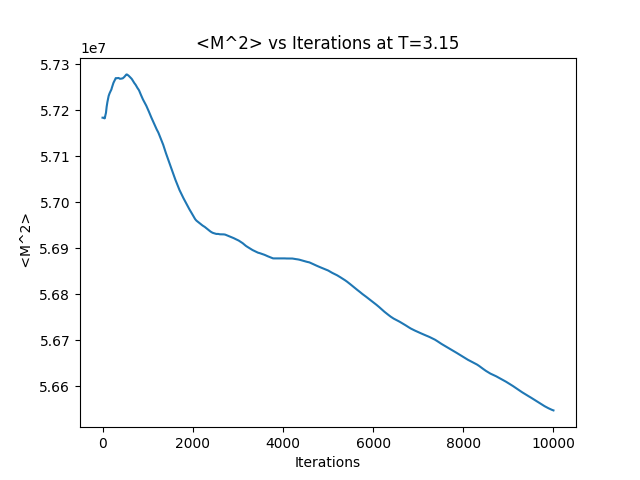 <M^2> vs Iterations at T=3.15
1e7
5.73
5.72
5.71
5.70
5.69
5.68
5.67
5.66
<M^2>
0 2000 4000 6000 8000 10000
Iterations